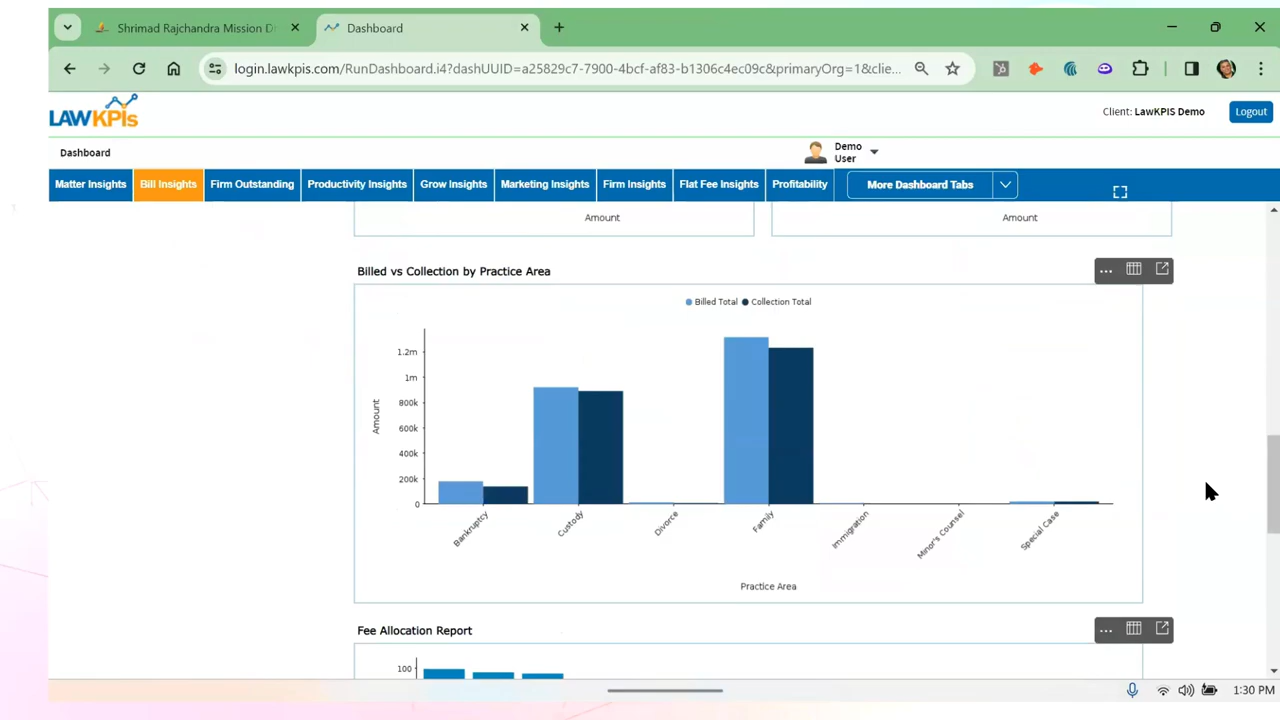 Shrimad Rajchandra Mission D
Dashboard
login.lawkpis.com/RunDashboard.i4?dashUUID=a25829c7-7900-4bcf-af83-b1306c4ec09c&primaryOrg=1&clie...
LAWKPIs
Client: LawKPIS Demo
Logout
Dashboard
Demo
User
Matter Insights
Bill Insights
Firm Outstanding
Productivity Insights
Grow Insights
Marketing Insights
Firm Insights
Flat Fee Insights
Profitability
More Dashboard Tabs
Amount
Amount
Billed vs Collection by Practice Area
Billed Total
Collection Total
1.2m
1m
800k
600k
400k
200k
0
Amount
Bankruptcy
Custody
Divorce
Family
Immigration
Minor's Counsel
Special Case
Practice Area
Fee Allocation Report
100
1:30 PM